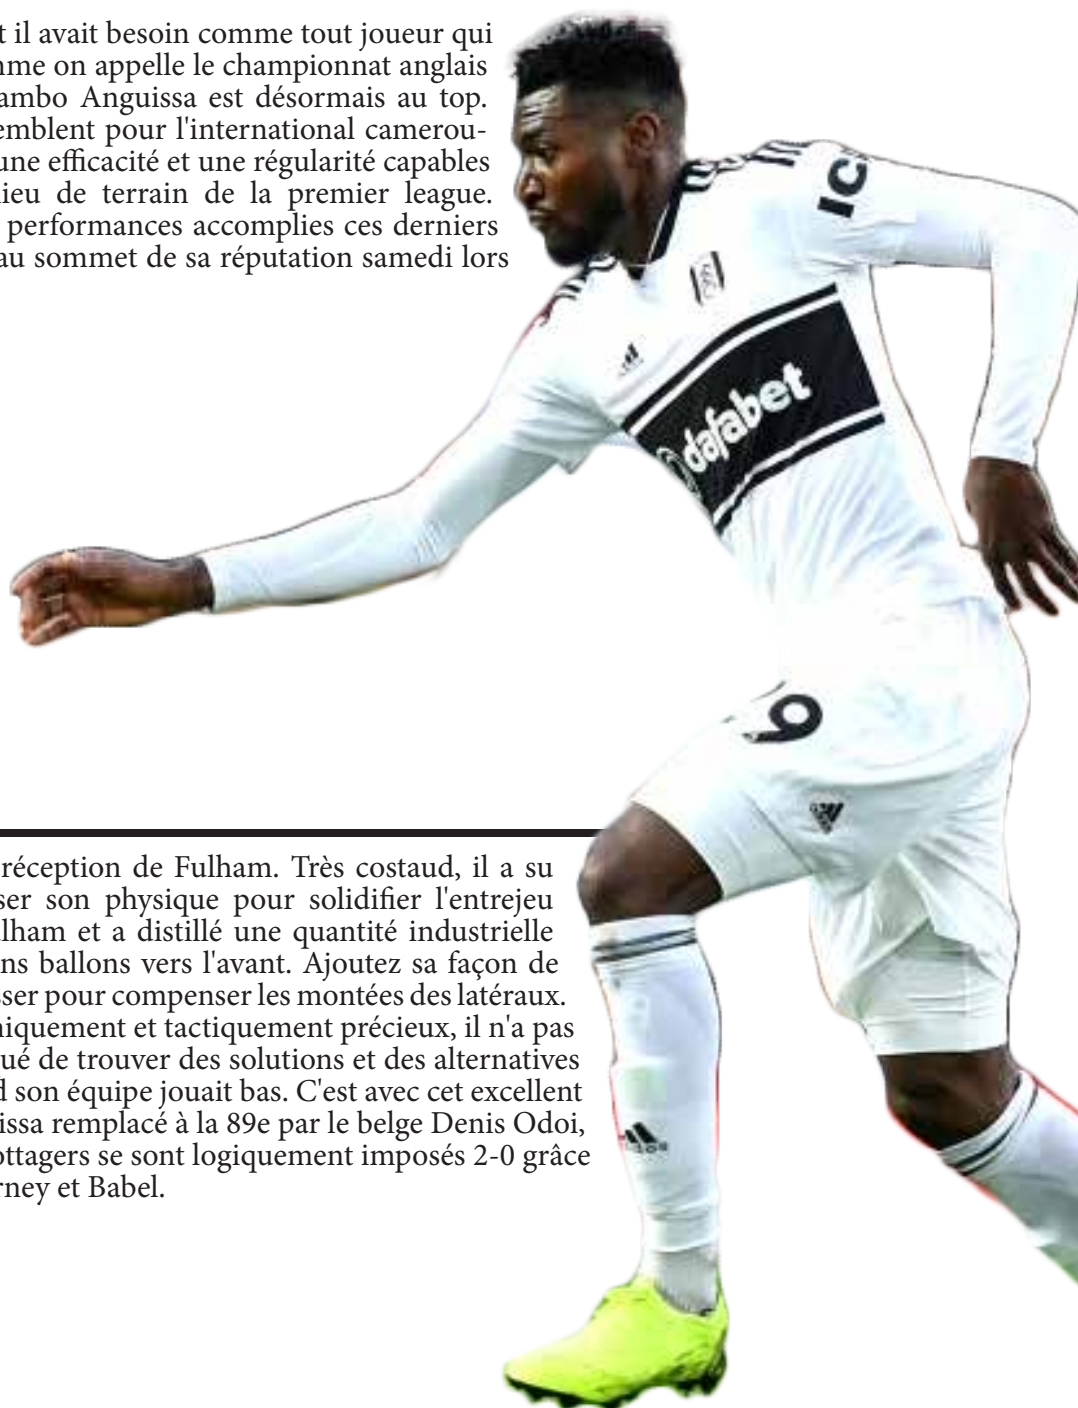 t il avait besoin comme tout joueur qui
me on appelle le championnat anglais
ambo Anguissa est désormais au top.
emblent pour l'international camerou-
une efficacité et une régularité capables
lieu de terrain de la premier league.
performances accomplies ces derniers
au sommet de sa réputation samedi lors
IC
dafabet
9
réception de Fulham. Très costaud, il a su
ser son physique pour solidifier l'entrejeu
lham et a distillé une quantité industrielle
ns ballons vers l'avant. Ajoutez sa façon de
sser pour compenser les montées des latéraux.
niquement et tactiquement précieux, il n'a pas
ué de trouver des solutions et des alternatives
d son équipe jouait bas. C'est avec cet excellent
issa remplacé à la 89e par le belge Denis Odoi,
ottagers se sont logiquement imposés 2-0 grâce
rney et Babel.